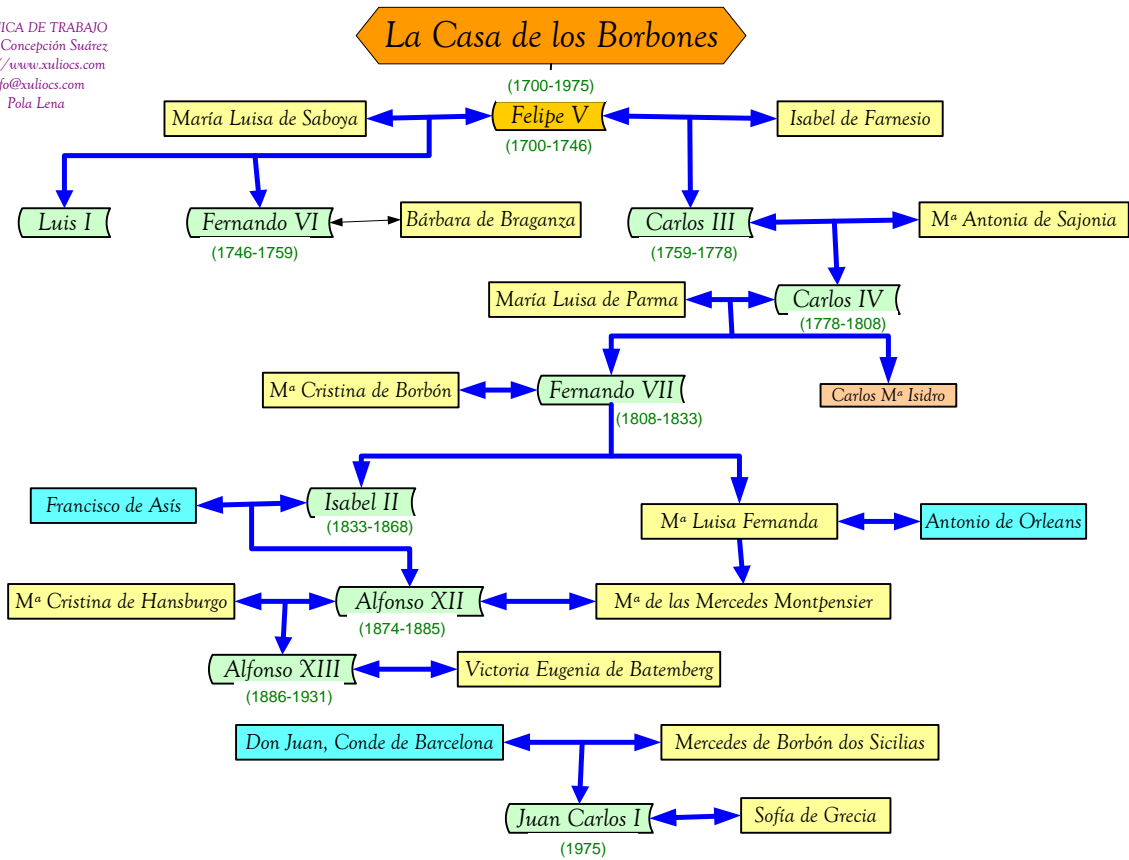 La Casa de los Borbones
ICA DE TRABAJO
Concepción Suárez
//www.xuliocs.com
fo@xuliocs.com
Pola Lena
(1700-1975)
María Luisa de Saboya
Felipe V
Isabel de Farnesio
(1700-1746)
Luis I
Fernando VI
Bárbara de Braganza
Carlos III
Mª Antonia de Sajonia
(1746-1759)
(1759-1778)
María Luisa de Parma
Carlos IV
(1778-1808)
Mª Cristina de Borbón
Fernando VII
Carlos Mª Isidro
(1808-1833)
Francisco de Asís
Isabel II
(1833-1868)
Mª Luisa Fernanda
Antonio de Orleans
Mª Cristina de Hansburgo
Alfonso XII
Mª de las Mercedes Montpensier
(1874-1885)
Alfonso XIII
Victoria Eugenia de Batemberg
(1886-1931)
Don Juan, Conde de Barcelona
Mercedes de Borbón dos Sicilias
Juan Carlos I
Sofía de Grecia
(1975)